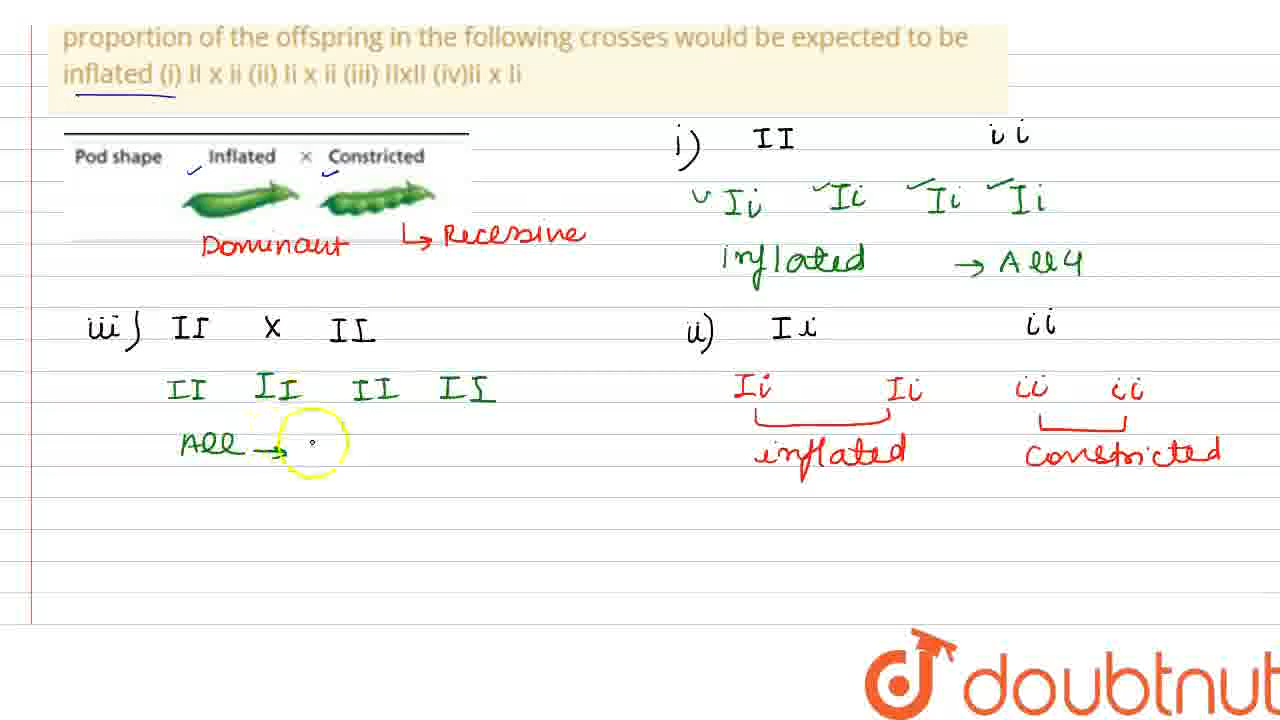 proportion of the offspring in the following crosses would be expected to be
inflated (i) II x ii (ii) Ii x ii (iii) IIxII (iv)Ii x Ii
Pod shape Inflated × Constricted
Dominant ↳ Recessive
i) II ii
Ii Ii Ii Ii
inflated → All 4
iii) II x II
II II II II
All →
ii) Ii ii
Ii Ii ii ii
inflated constricted
doubtnut